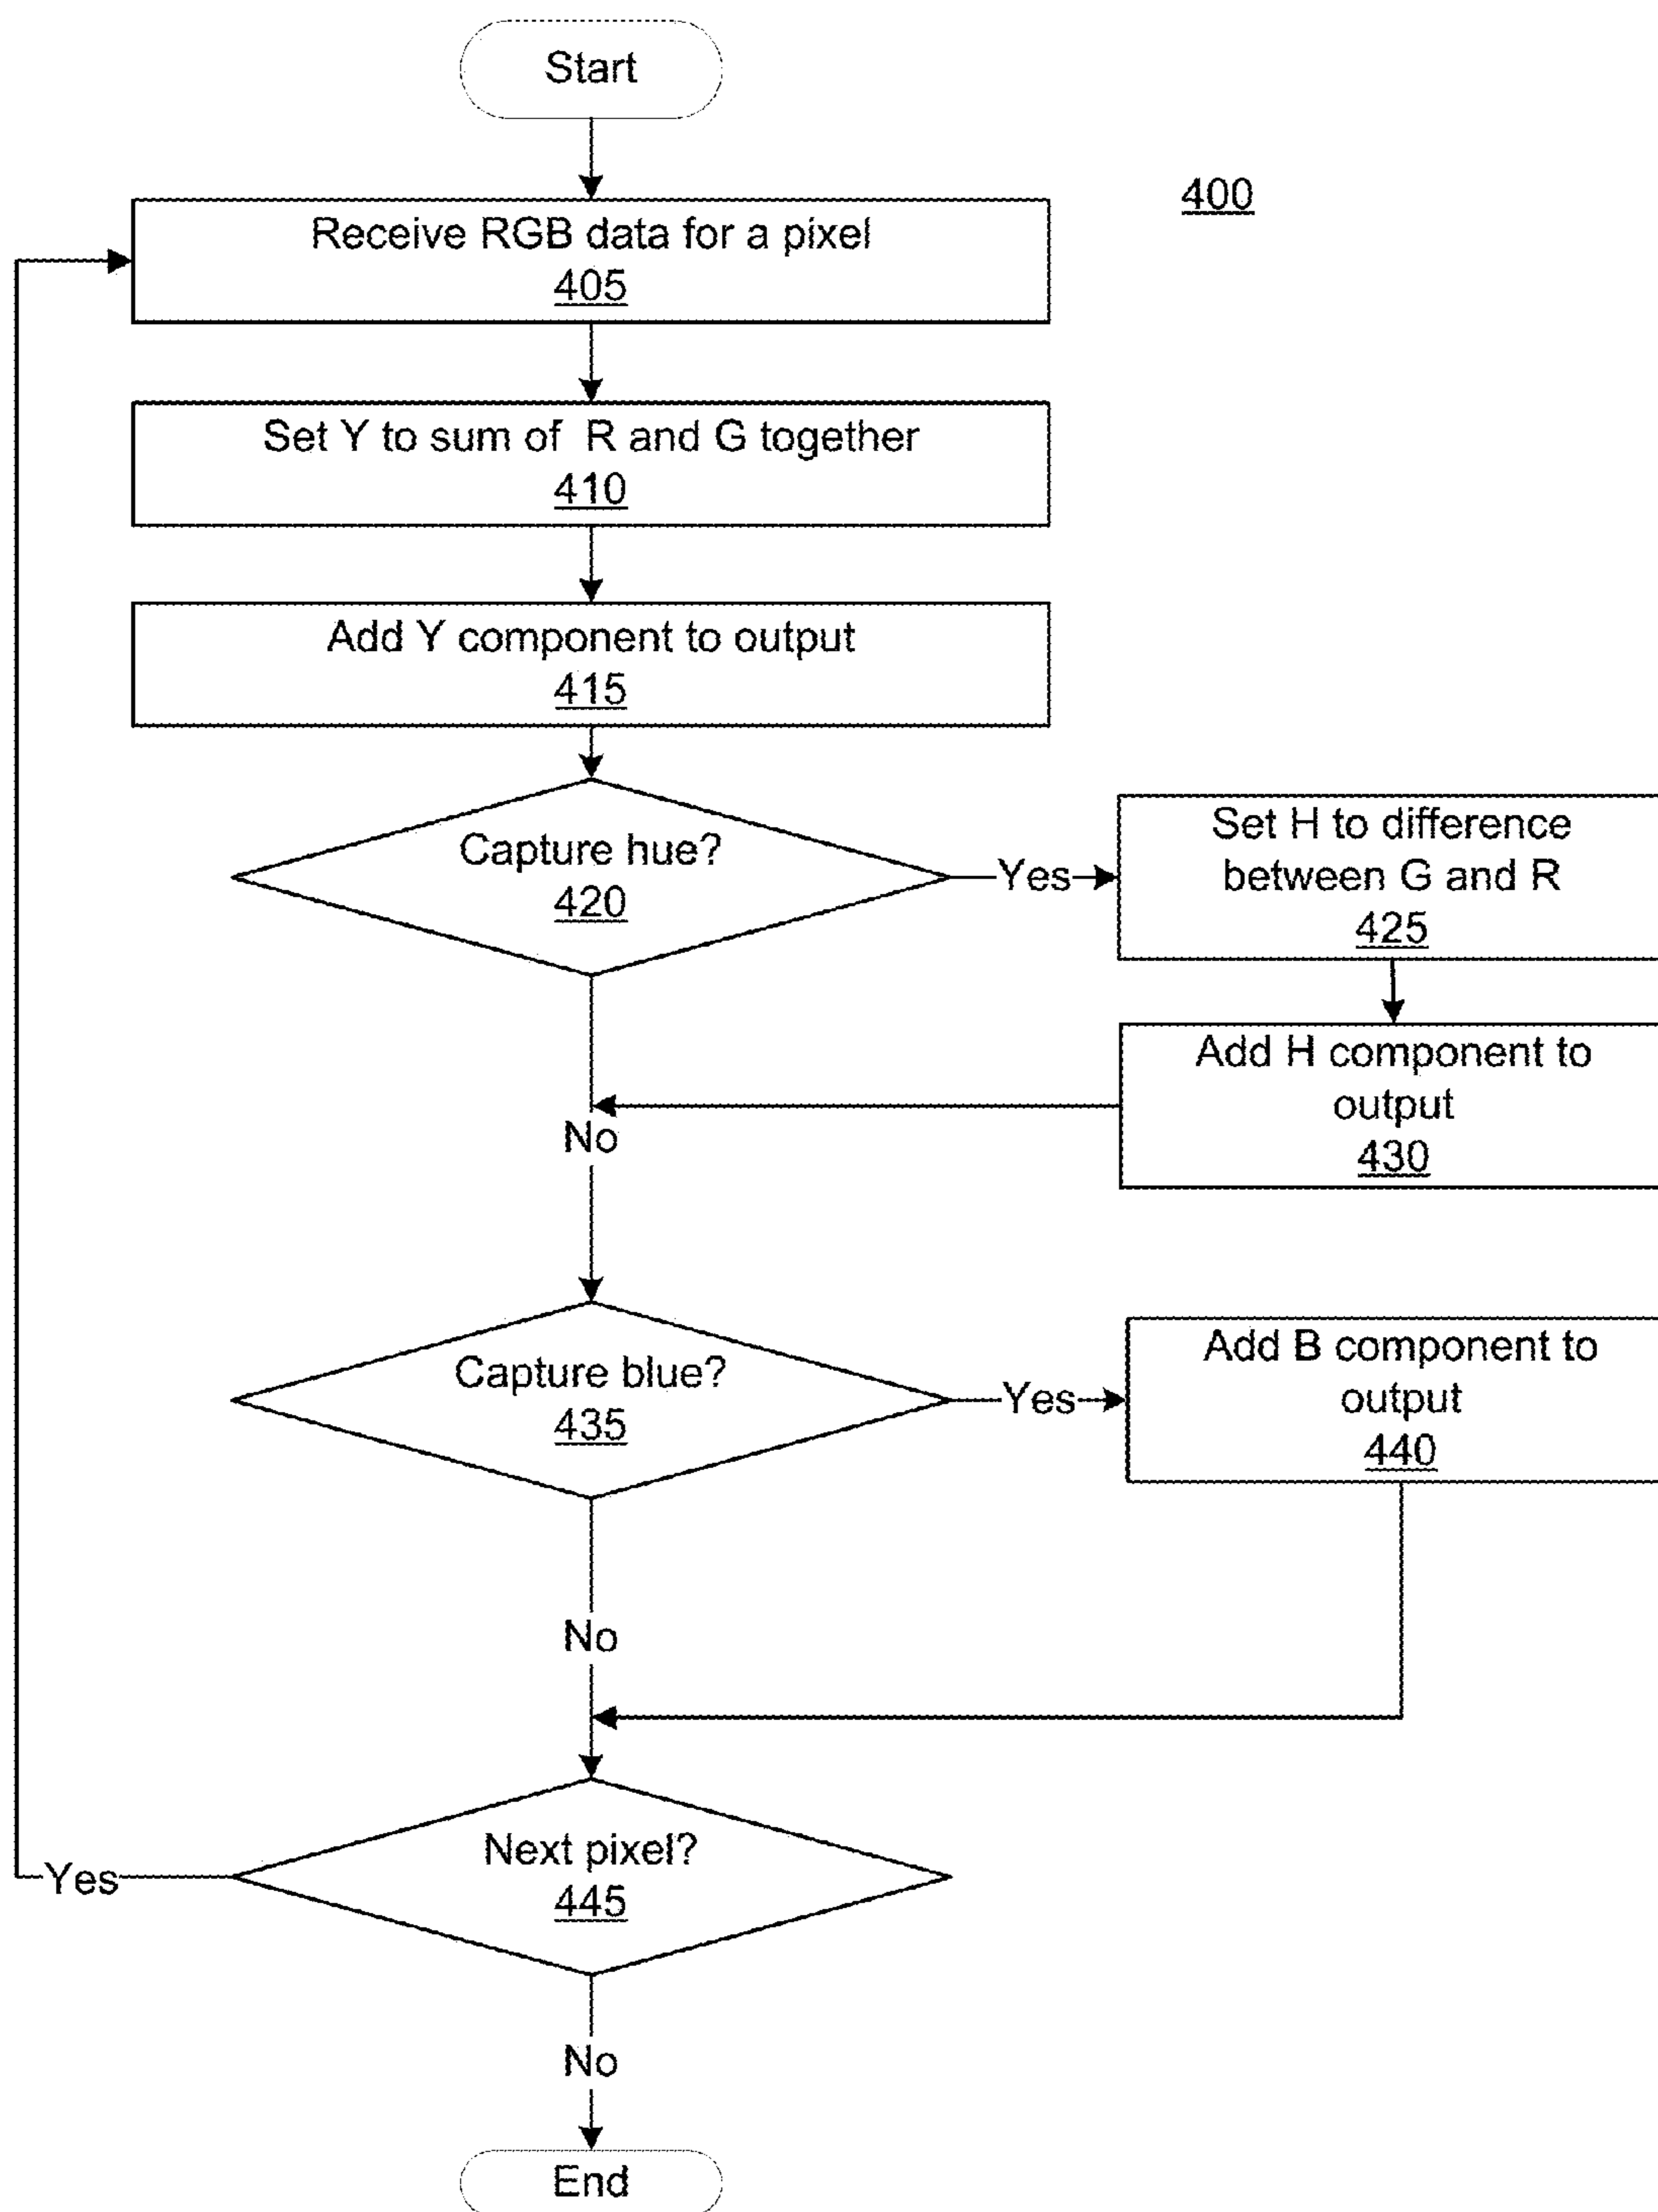 Start
400
Receive RGB data for a pixel
405
Set Y to sum of R and G together
410
Add Y component to output
415
Capture hue?
420
Yes
Set H to difference
between G and R
425
Add H component to
output
430
No
Capture blue?
435
Yes
Add B component to
output
440
No
Next pixel?
445
Yes
No
End